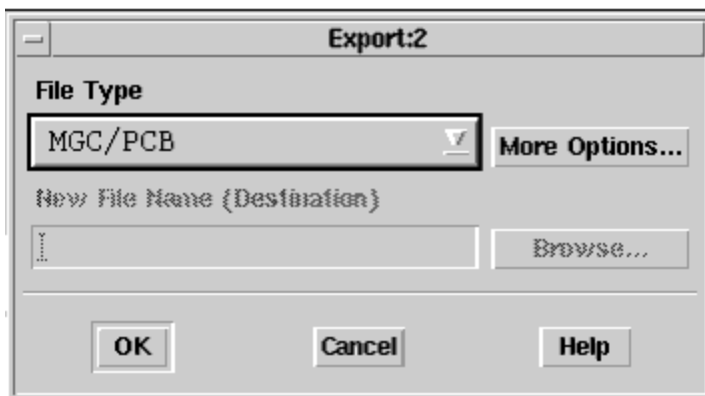 Export:2
File Type
MGC/PCB
More Options...
New File Name (Destination)
Browse...
OK
Cancel
Help